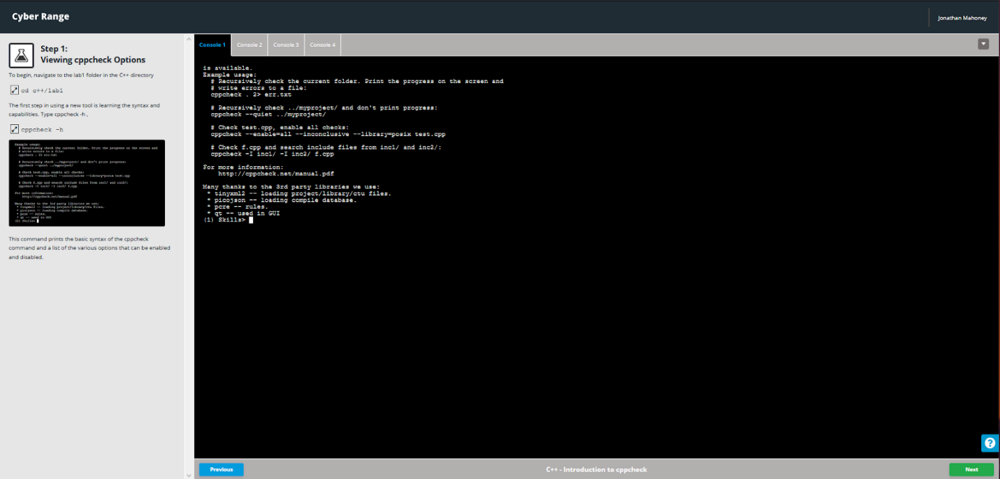 Cyber Range
Jonathan Mahoney
Step 1:
Viewing cppcheck Options
To begin, navigate to the lab1 folder in the C++ directory
cd c++/lab1
The first step in using a new tool is learning the syntax and
capabilities. Type cppcheck -h .
cppcheck -h
Example usage:
# Recursively check the current folder. Print the progress on the screen and
# write errors to a file:
cppcheck . 2> err.txt
# Recursively check ../myproject/ and don't print progress:
cppcheck --quiet ../myproject/
# Check test.cpp, enable all checks:
cppcheck --enable=all --inconclusive --library=posix test.cpp
# Check f.cpp and search include files from inc1/ and inc2/:
cppcheck -I inc1/ -I inc2/ f.cpp
For more information:
http://cppcheck.net/manual.pdf
Many thanks to the 3rd party libraries we use:
* tinyxml2 -- loading project/library/ctu files.
* picojson -- loading compile database.
* pcre -- rules.
* qt -- used in GUI
(1) Skills>
This command prints the basic syntax of the cppcheck
command and a list of the various options that can be enabled
and disabled.
Console 1 Console 2 Console 3 Console 4
is available.
Example usage:
# Recursively check the current folder. Print the progress on the screen and
# write errors to a file:
cppcheck . 2> err.txt
# Recursively check ../myproject/ and don't print progress:
cppcheck --quiet ../myproject/
# Check test.cpp, enable all checks:
cppcheck --enable=all --inconclusive --library=posix test.cpp
# Check f.cpp and search include files from inc1/ and inc2/:
cppcheck -I inc1/ -I inc2/ f.cpp
For more information:
http://cppcheck.net/manual.pdf
Many thanks to the 3rd party libraries we use:
* tinyxml2 -- loading project/library/ctu files.
* picojson -- loading compile database.
* pcre -- rules.
* qt -- used in GUI
(1) Skills>
?
Previous
C++ - Introduction to cppcheck
Next